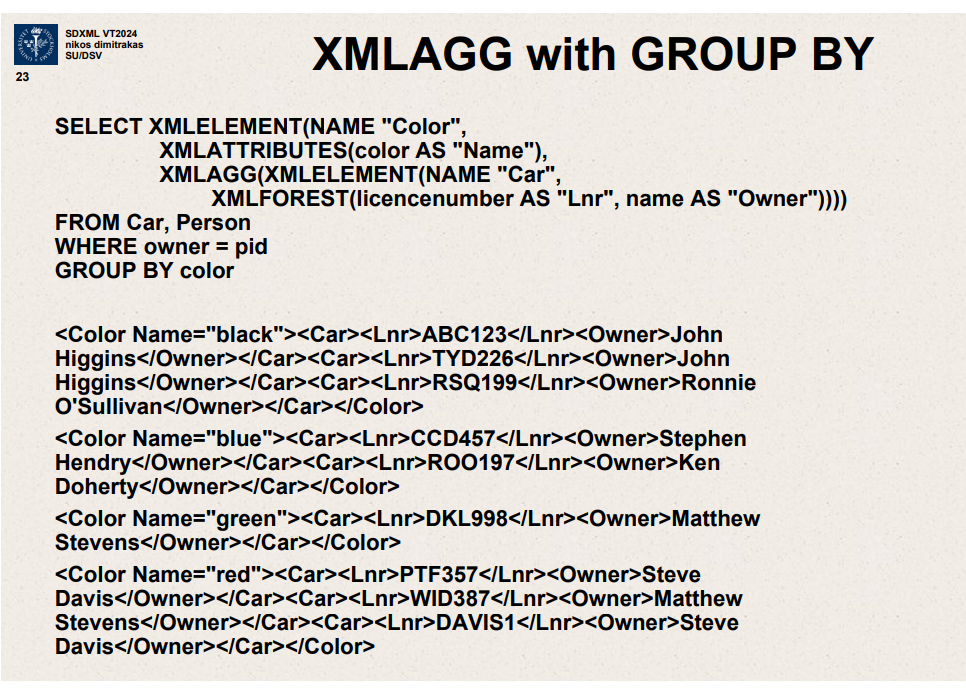 SDXML VT2024
nikos dimitrakas
SU/DSV
23
XMLAGG with GROUP BY
SELECT XMLELEMENT(NAME "Color",
XMLATTRIBUTES(color AS "Name"),
XMLAGG(XMLELEMENT(NAME "Car",
XMLFOREST(licencenumber AS "Lnr", name AS "Owner"))))
FROM Car, Person
WHERE owner = pid
GROUP BY color
<Color Name="black"><Car><Lnr>ABC123</Lnr><Owner>John
Higgins</Owner></Car><Car><Lnr>TYD226</Lnr><Owner>John
Higgins</Owner></Car><Car><Lnr>RSQ199</Lnr><Owner>Ronnie
O'Sullivan</Owner></Car></Color>
<Color Name="blue"><Car><Lnr>CCD457</Lnr><Owner>Stephen
Hendry</Owner></Car><Car><Lnr>ROO197</Lnr><Owner>Ken
Doherty</Owner></Car></Color>
<Color Name="green"><Car><Lnr>DKL998</Lnr><Owner>Matthew
Stevens</Owner></Car></Color>
<Color Name="red"><Car><Lnr>PTF357</Lnr><Owner>Steve
Davis</Owner></Car><Car><Lnr>WID387</Lnr><Owner>Matthew
Stevens</Owner></Car><Car><Lnr>DAVIS1</Lnr><Owner>Steve
Davis</Owner></Car></Color>